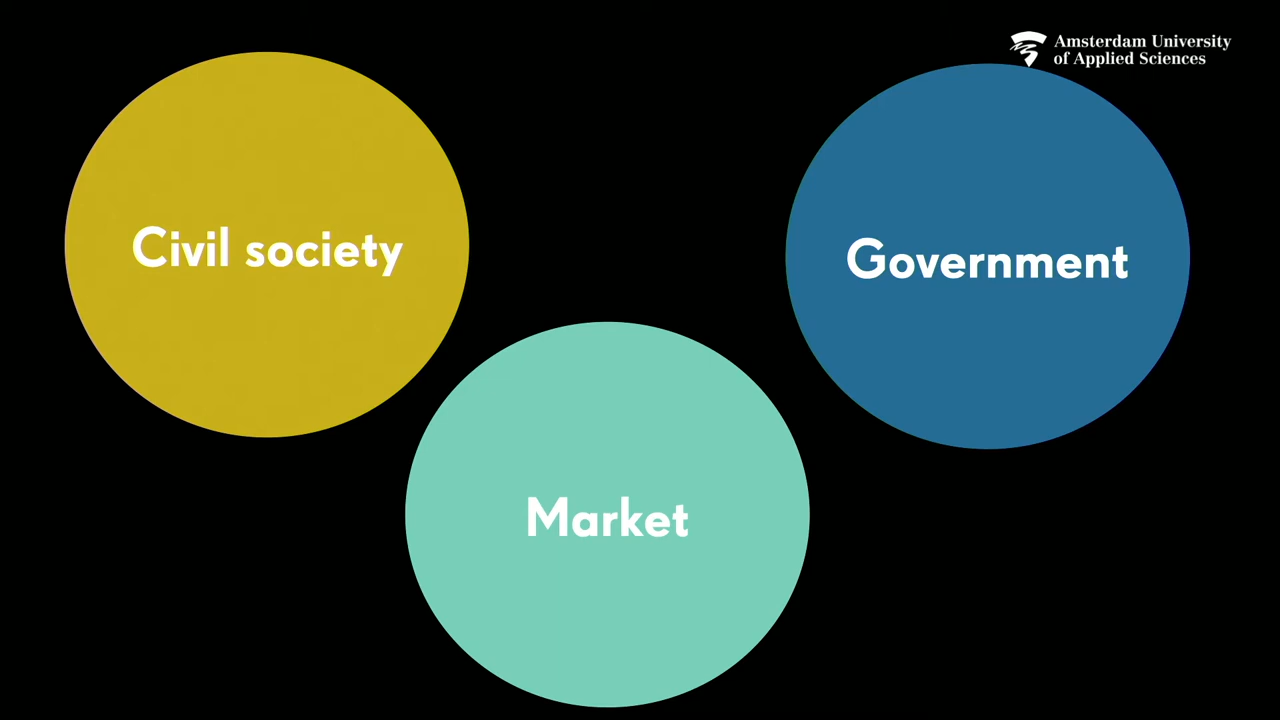 Amsterdam University
of Applied Sciences
Civil society
Government
Market